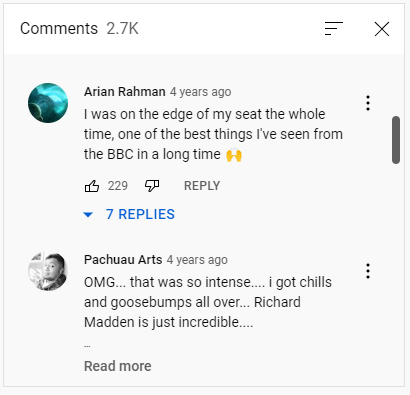 Comments 2.7K
Arian Rahman 4 years ago
I was on the edge of my seat the whole
time, one of the best things I've seen from
the BBC in a long time 🙌
229 REPLY
7 REPLIES
Pachuau Arts 4 years ago
OMG... that was so intense.... i got chills
and goosebumps all over... Richard
Madden is just incredible....
...
Read more